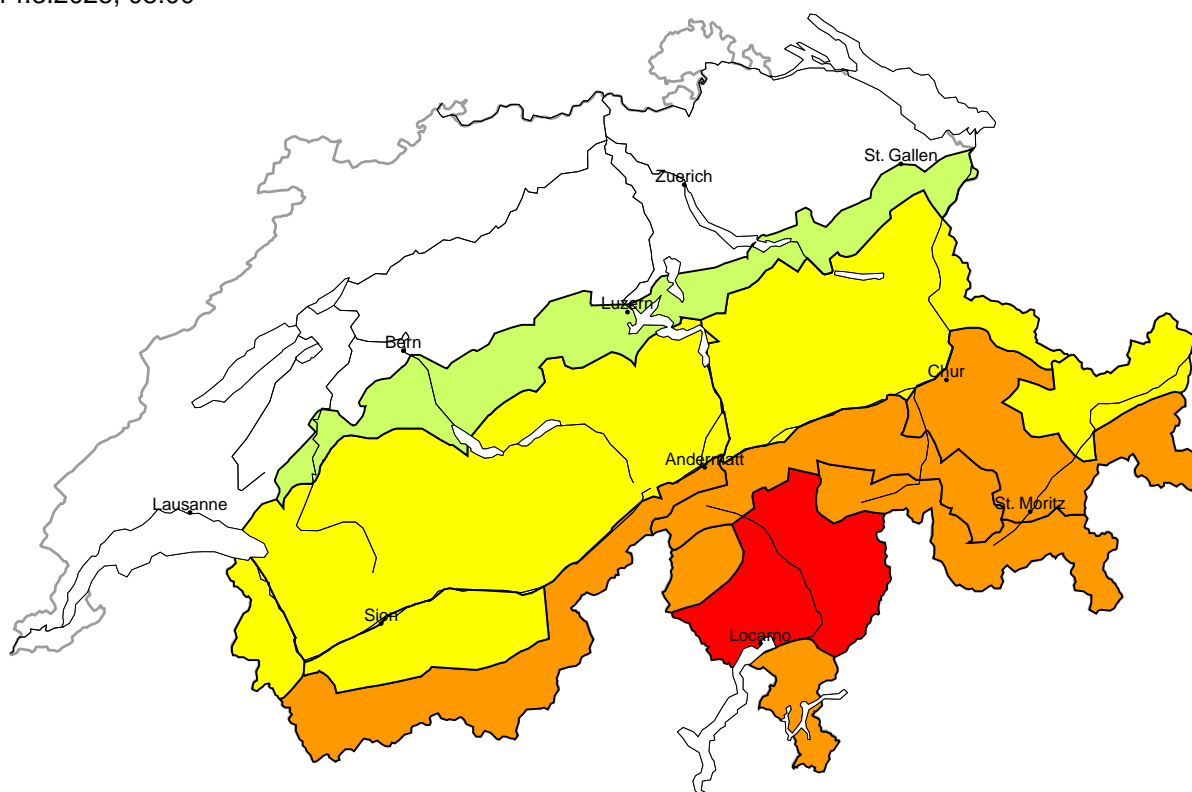 St. Gallen
Zuerich
Luzern
Bern
Chur
Andermatt
Lausanne
St. Moritz
Sion
Locarno